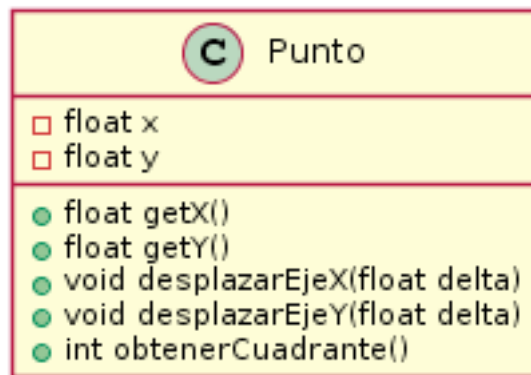 C Punto
float x
float y
float getX()
float getY()
void desplazarEjeX(float delta)
void desplazarEjeY(float delta)
int obtenerCuadrante()